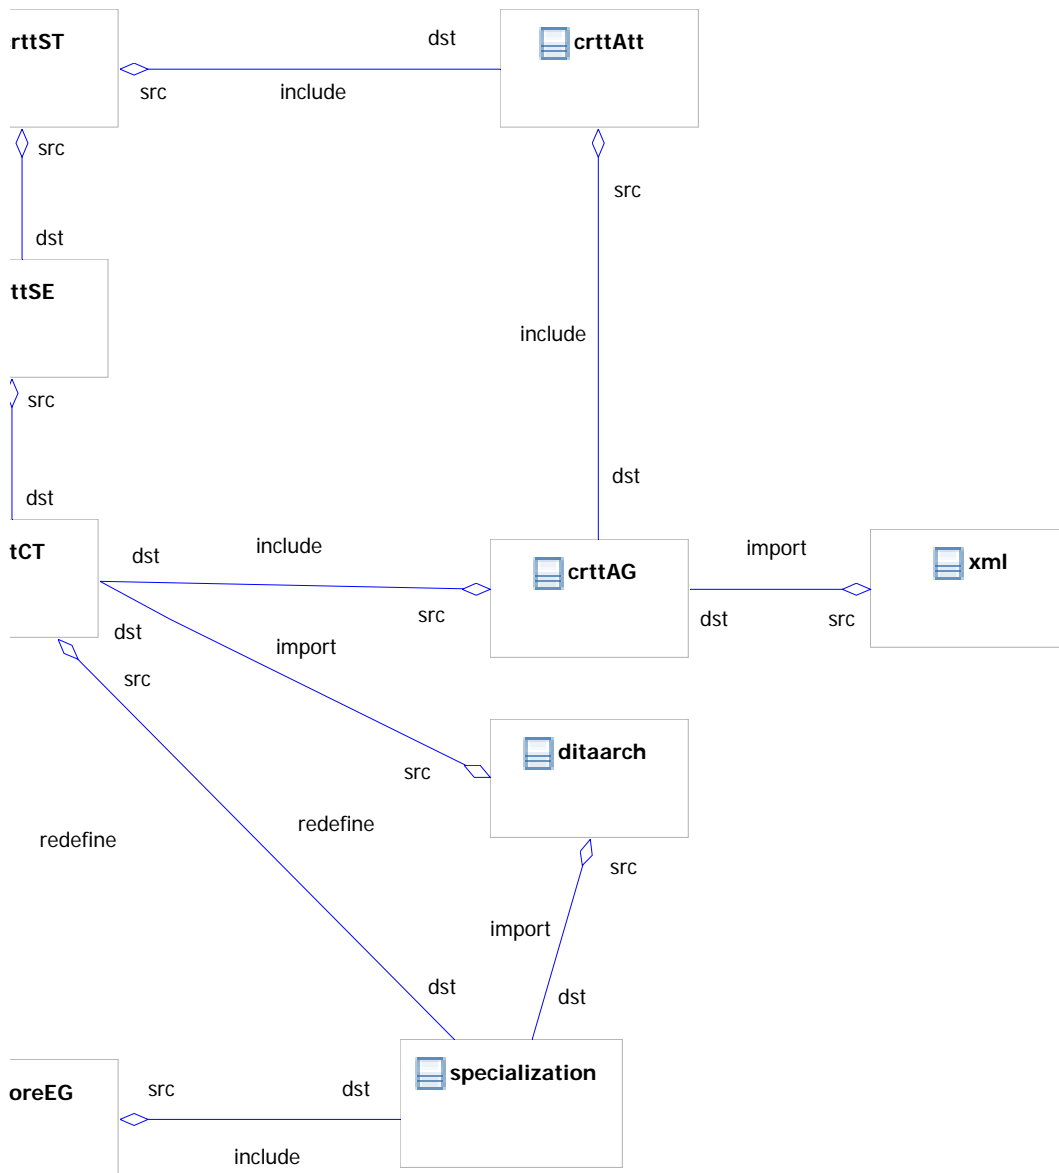 rttST
dst
crttAtt
src
include
src
src
dst
ttSE
include
src
dst
dst
tCT
dst
include
crttAG
import
xml
src
dst
src
dst
import
src
ditaarch
src
redefine
redefine
src
import
dst
dst
specialization
oreEG
src
dst
include